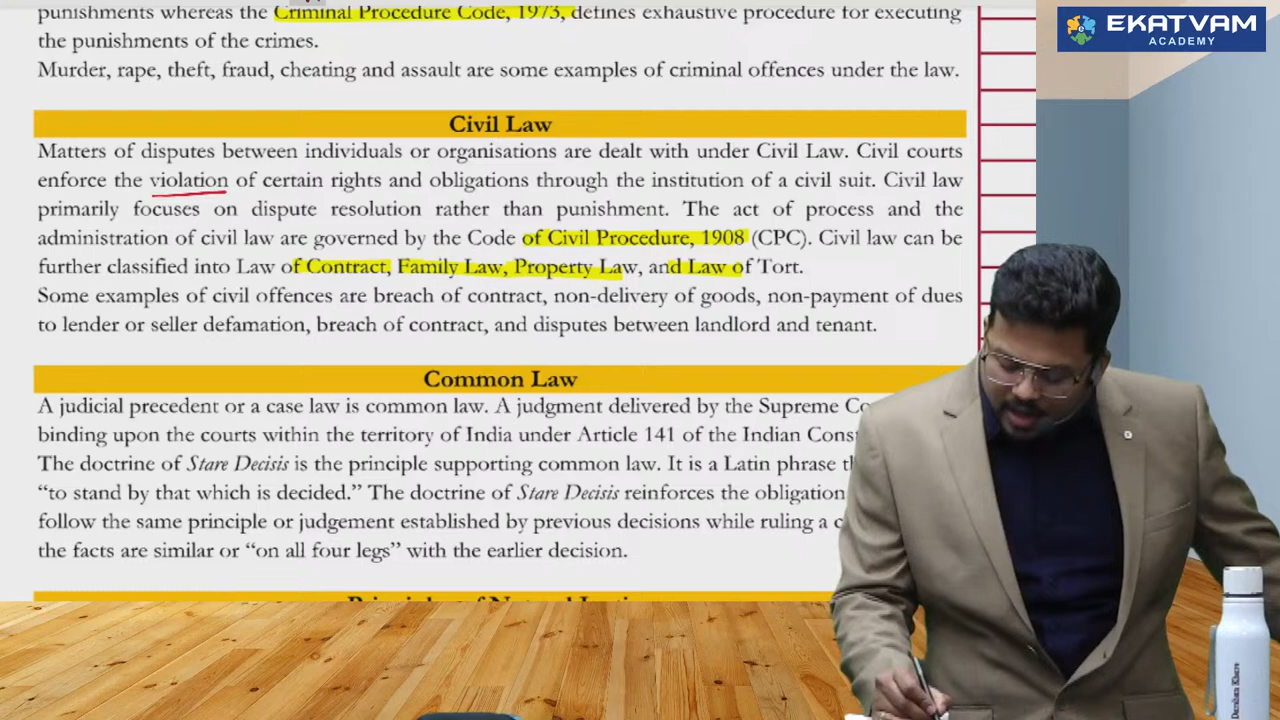 punishments whereas the Criminal Procedure Code, 1973, defines exhaustive procedure for executing
the punishments of the crimes.
Murder, rape, theft, fraud, cheating and assault are some examples of criminal offences under the law.
EKATVAM
ACADEMY
Civil Law
Matters of disputes between individuals or organisations are dealt with under Civil Law. Civil courts
enforce the violation of certain rights and obligations through the institution of a civil suit. Civil law
primarily focuses on dispute resolution rather than punishment. The act of process and the
administration of civil law are governed by the Code of Civil Procedure, 1908 (CPC). Civil law can be
further classified into Law of Contract, Family Law, Property Law, and Law of Tort.
Some examples of civil offences are breach of contract, non-delivery of goods, non-payment of dues
to lender or seller defamation, breach of contract, and disputes between landlord and tenant.
Common Law
A judicial precedent or a case law is common law. A judgment delivered by the Supreme
binding upon the courts within the territory of India under Article 141 of the Indian
The doctrine of Stare Decisis is the principle supporting common law. It is a Latin phrase
“to stand by that which is decided.” The doctrine of Stare Decisis reinforces the obligation
follow the same principle or judgement established by previous decisions while ruling a
the facts are similar or “on all four legs” with the earlier decision.